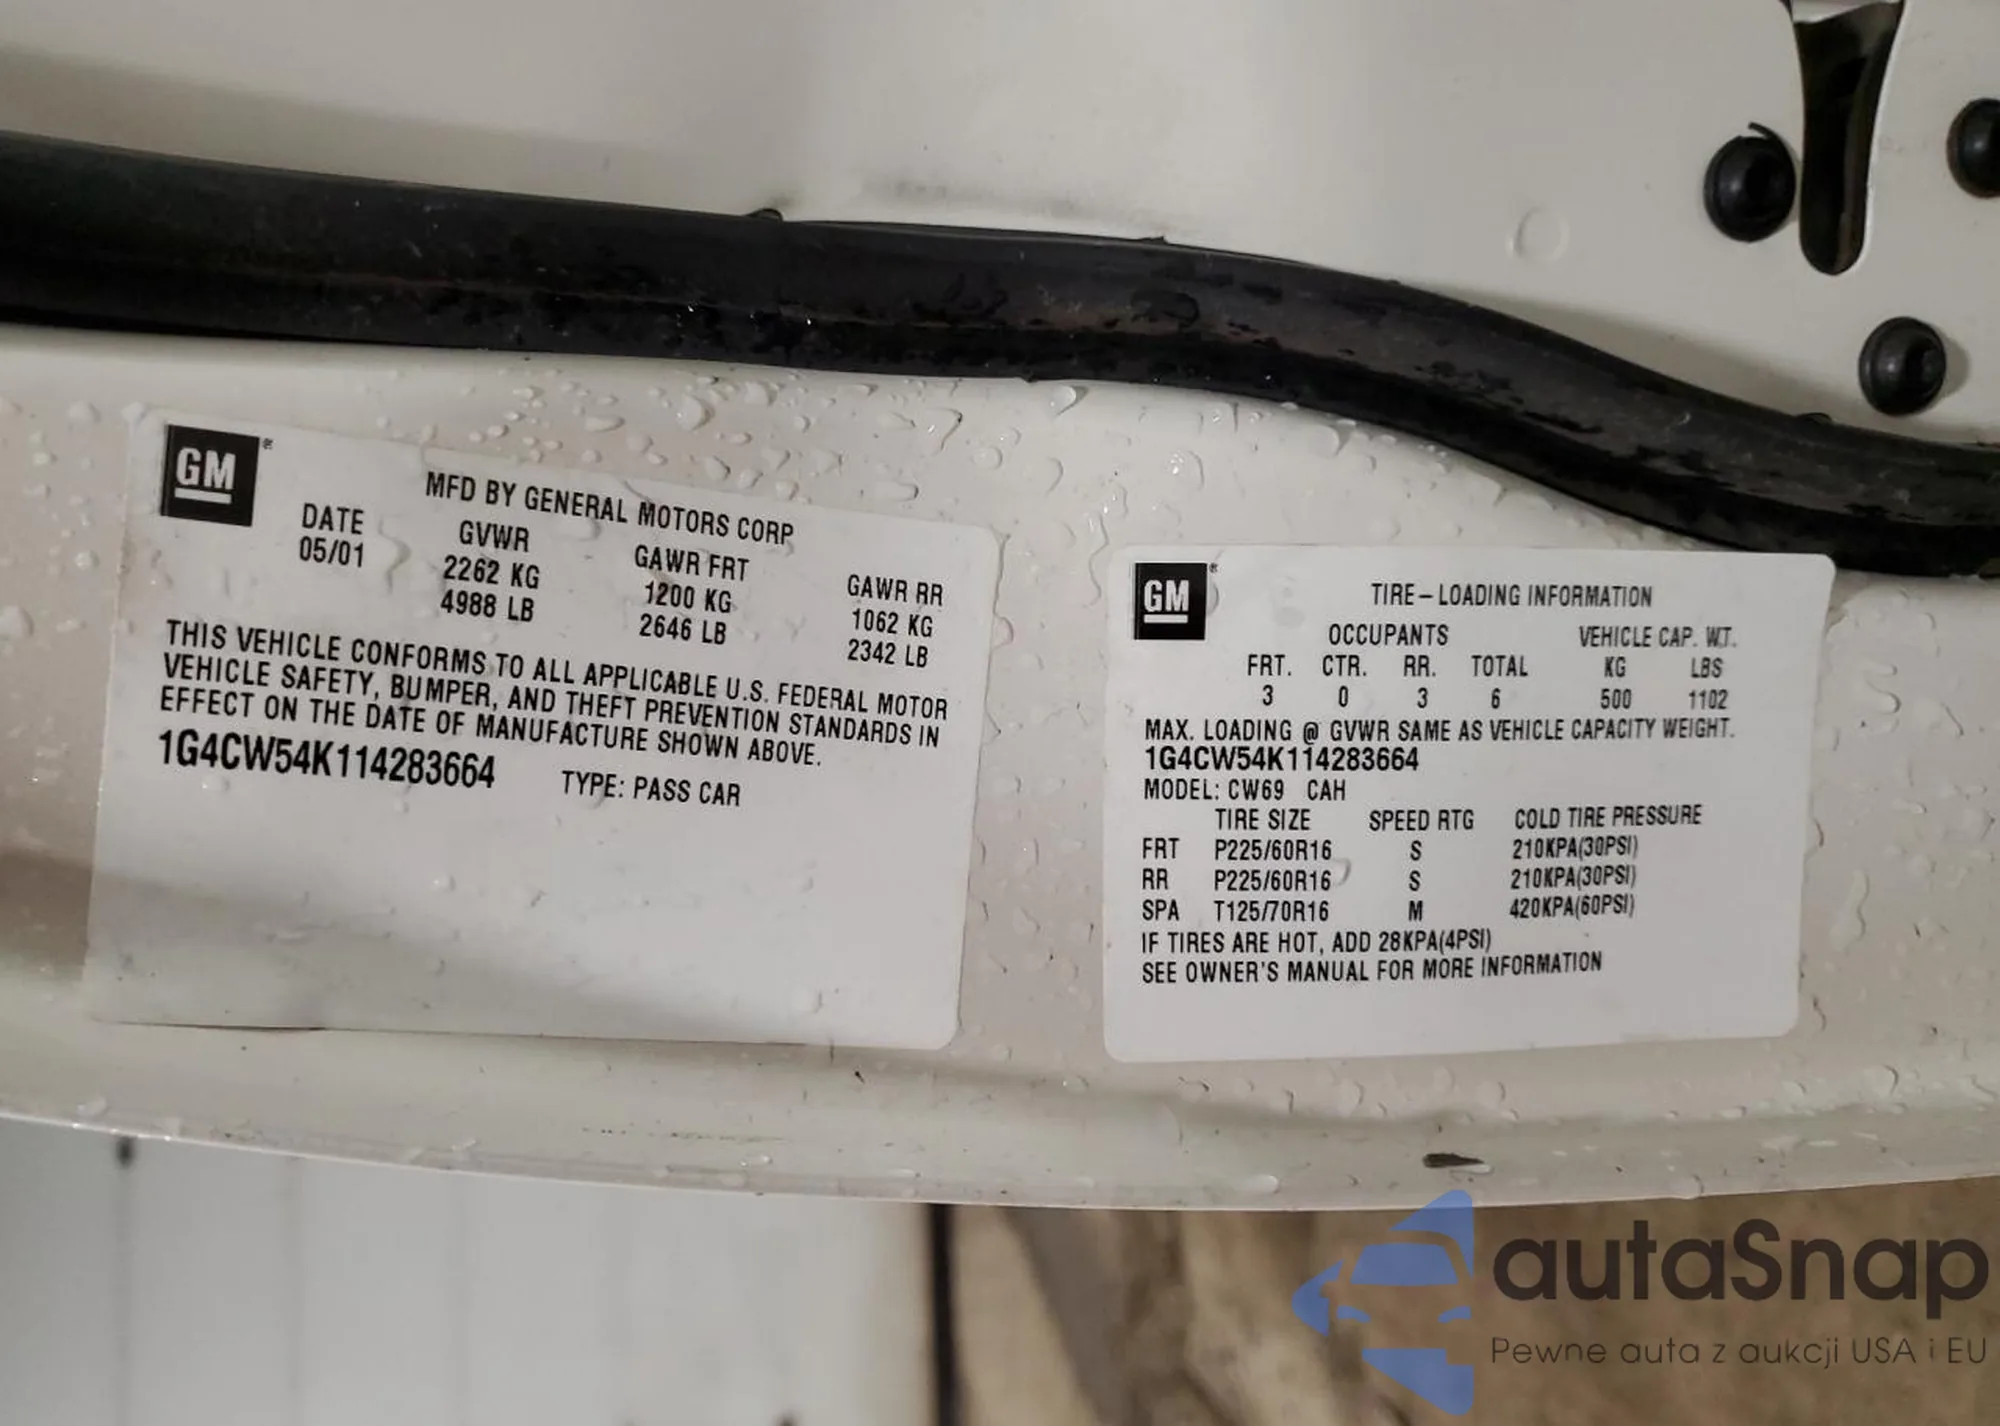 GM
MFD BY GENERAL MOTORS CORP
DATE GVWR GAWR FRT GAWR RR
05/01 2262 KG 1200 KG 1062 KG
4988 LB 2646 LB 2342 LB
THIS VEHICLE CONFORMS TO ALL APPLICABLE U.S. FEDERAL MOTOR
VEHICLE SAFETY, BUMPER, AND THEFT PREVENTION STANDARDS IN
EFFECT ON THE DATE OF MANUFACTURE SHOWN ABOVE.
1G4CW54K114283664 TYPE: PASS CAR
GM
TIRE-LOADING INFORMATION
OCCUPANTS VEHICLE CAP. WT.
FRT. CTR. RR. TOTAL KG LBS
3 0 3 6 500 1102
MAX. LOADING @ GVWR SAME AS VEHICLE CAPACITY WEIGHT.
1G4CW54K114283664
MODEL: CW69 CAH
TIRE SIZE SPEED RTG COLD TIRE PRESSURE
FRT P225/60R16 S 210KPA(30PSI)
RR P225/60R16 S 210KPA(30PSI)
SPA T125/70R16 M 420KPA(60PSI)
IF TIRES ARE HOT, ADD 28KPA(4PSI)
SEE OWNER'S MANUAL FOR MORE INFORMATION
autaSnap
Pewne auta z aukcji USA i EU